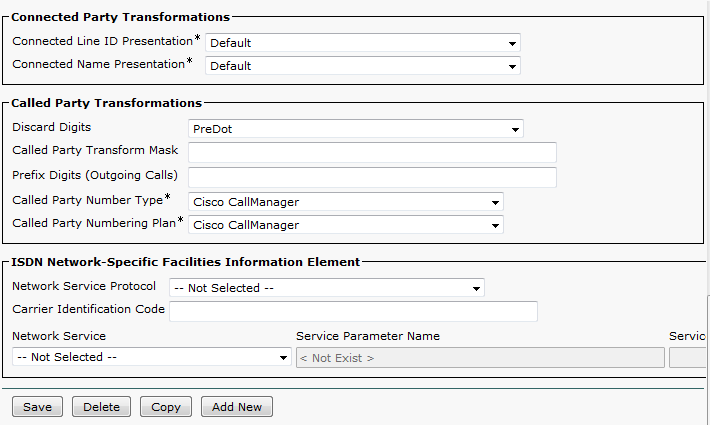 Connected Party Transformations
Connected Line ID Presentation* Default
Connected Name Presentation* Default
Called Party Transformations
Discard Digits PreDot
Called Party Transform Mask
Prefix Digits (Outgoing Calls)
Called Party Number Type* Cisco CallManager
Called Party Numbering Plan* Cisco CallManager
ISDN Network-Specific Facilities Information Element
Network Service Protocol -- Not Selected --
Carrier Identification Code
Network Service Service Parameter Name Servic
-- Not Selected -- < Not Exist >
Save Delete Copy Add New